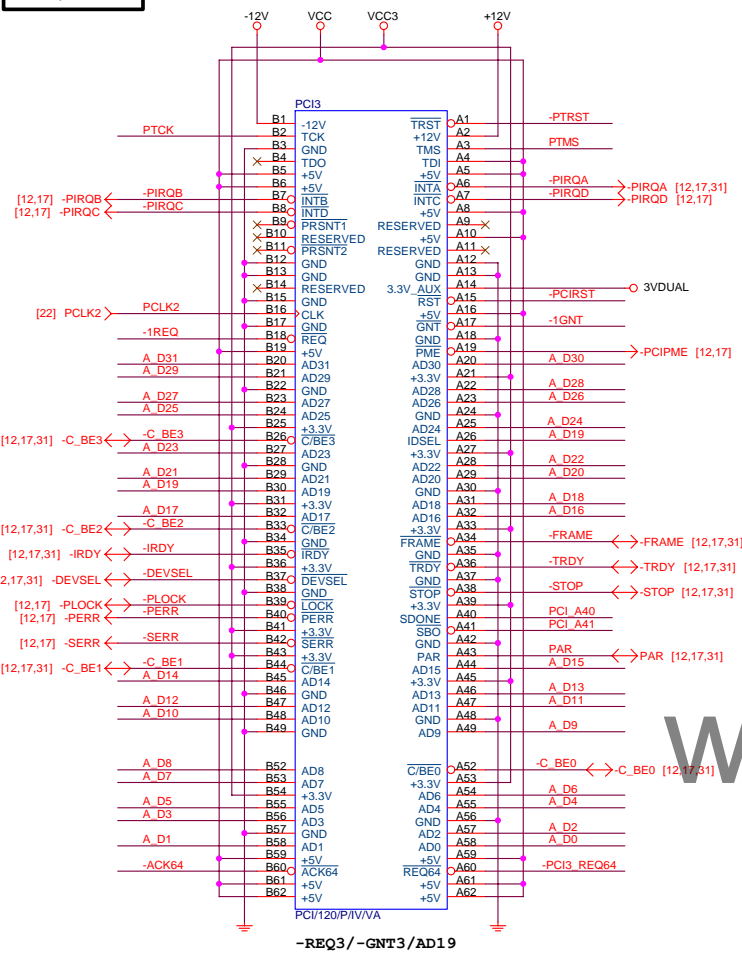 -12V VCC VCC3 +12V
PCI3
B1 -12V TRST A1 -PTRST
PTCK B2 TCK +12V A2
B3 GND TMS A3 PTMS
B4 TDO TDI A4
B5 +5V +5V A5
B6 +5V INTA A6 -PIRQA -PIRQA [12,17,31]
[12,17] -PIRQB -PIRQB B7 INTB INTC A7 -PIRQD -PIRQD [12,17]
[12,17] -PIRQC -PIRQC B8 INTD +5V A8
B9 PRSNT1 RESERVED A9
B10 RESERVED +5V A10
B11 PRSNT2 RESERVED A11
B12 GND GND A12
B13 GND GND A13
B14 RESERVED 3.3V_AUX A14 3VDUAL
B15 GND RST A15 -PCIRST
[22] PCLK2 PCLK2 B16 CLK +5V A16
B17 GND GNT A17 -1GNT
-1REQ B18 REQ GND A18
B19 +5V PME A19 -PCIPME [12,17]
A_D31 B20 AD31 AD30 A20 A_D30
A_D29 B21 AD29 +3.3V A21
B22 GND AD28 A22 A_D28
A_D27 B23 AD27 AD26 A23 A_D26
A_D25 B24 AD25 GND A24
B25 +3.3V AD24 A25 A_D24
[12,17,31] -C_BE3 -C_BE3 B26 C/BE3 IDSEL A26 A_D19
A_D23 B27 AD23 +3.3V A27
B28 GND AD22 A28 A_D22
A_D21 B29 AD21 AD20 A29 A_D20
A_D19 B30 AD19 GND A30
B31 +3.3V AD18 A31 A_D18
A_D17 B32 AD17 AD16 A32 A_D16
[12,17,31] -C_BE2 -C_BE2 B33 C/BE2 +3.3V A33
B34 GND FRAME A34 -FRAME -FRAME [12,17,31]
[12,17,31] -IRDY -IRDY B35 IRDY GND A35
B36 +3.3V TRDY A36 -TRDY -TRDY [12,17,31]
2,17,31] -DEVSEL -DEVSEL B37 DEVSEL GND A37
B38 GND STOP A38 -STOP -STOP [12,17,31]
[12,17] -PLOCK -PLOCK B39 LOCK +3.3V A39
[12,17] -PERR -PERR B40 PERR SDONE A40 PCI_A40
B41 +3.3V SBO A41 PCI_A41
[12,17] -SERR -SERR B42 SERR GND A42
B43 +3.3V PAR A43 PAR PAR [12,17,31]
[12,17,31] -C_BE1 -C_BE1 B44 C/BE1 AD15 A44 A_D15
A_D14 B45 AD14 +3.3V A45
B46 GND AD13 A46 A_D13
A_D12 B47 AD12 AD11 A47 A_D11
A_D10 B48 AD10 GND A48
B49 GND AD9 A49 A_D9
W
A_D8 B52 AD8 C/BE0 A52 -C_BE0 -C_BE0 [12,17,31]
A_D7 B53 AD7 +3.3V A53
B54 +3.3V AD6 A54 A_D6
A_D5 B55 AD5 AD4 A55 A_D4
A_D3 B56 AD3 GND A56
B57 GND AD2 A57 A_D2
A_D1 B58 AD1 AD0 A58 A_D0
B59 +5V +5V A59
-ACK64 B60 ACK64 REQ64 A60 -PCI3_REQ64
B61 +5V +5V A61
B62 +5V +5V A62
PCI/120/P/IV/VA
-REQ3/-GNT3/AD19